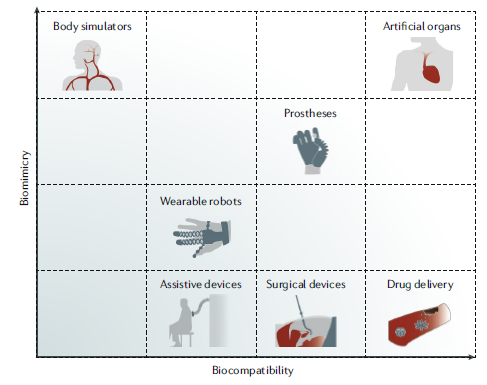 Body simulators
Artificial organs
Prostheses
Wearable robots
Assistive devices
Surgical devices
Drug delivery
Biomimicry
Biocompatibility